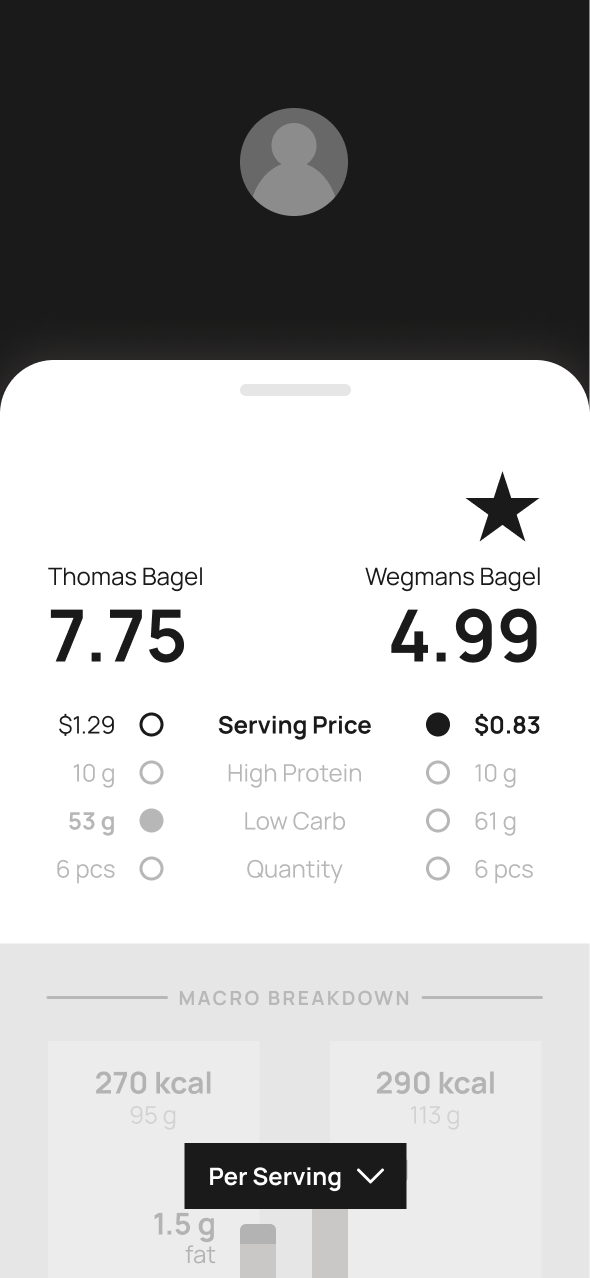 Thomas Bagel Wegmans Bagel
7.75 4.99
$1.29 Serving Price $0.83
10 g High Protein 10 g
53 g Low Carb 61 g
6 pcs Quantity 6 pcs
MACRO BREAKDOWN
270 kcal 290 kcal
95 g 113 g
Per Serving
1.5 g
fat